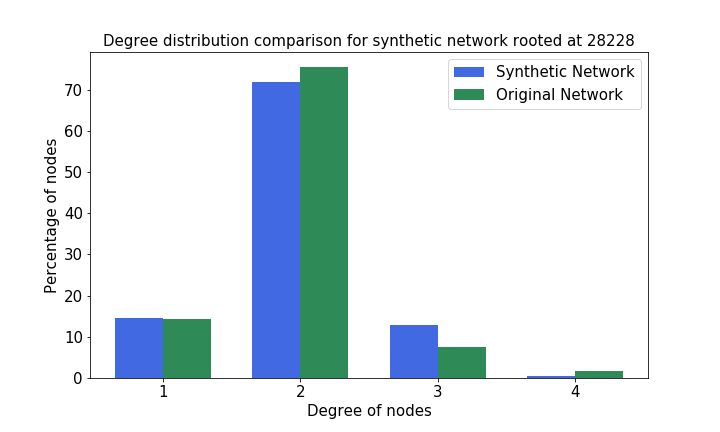 Degree distribution comparison for synthetic network rooted at 28228
Synthetic Network
Original Network
Percentage of nodes
70
60
50
40
30
20
10
0
1 2 3 4
Degree of nodes